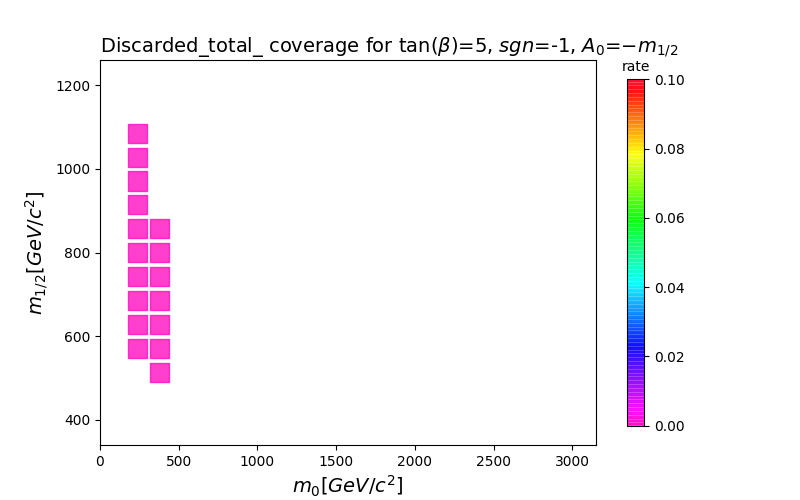 Discarded_total_ coverage for tan(β)=5, sgn=-1, A₀=−m₁/₂
rate
0.10
0.08
0.06
0.04
0.02
0.00
1200
1000
800
600
400
m₁/₂[GeV/c²]
0 500 1000 1500 2000 2500 3000
m₀[GeV/c²]